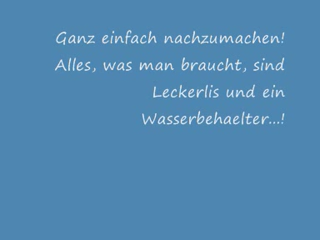 Ganz einfach nachzumachen!
Alles, was man braucht, sind
Leckerlis und ein
Wasserbehaelter...!